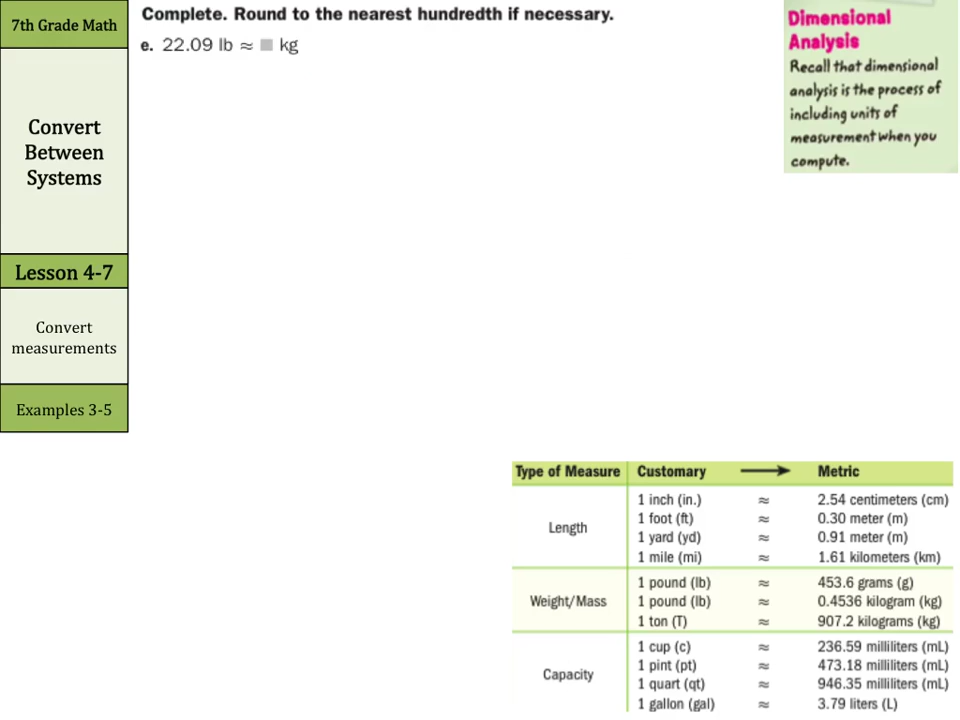 7th Grade Math
Convert
Between
Systems
Lesson 4-7
Convert
measurements
Examples 3-5
Complete. Round to the nearest hundredth if necessary.
e. 22.09 lb ≈ ■ kg
Dimensional
Analysis
Recall that dimensional
analysis is the process of
including units of
measurement when you
compute.
Type of Measure Customary → Metric
Length
1 inch (in.) ≈ 2.54 centimeters (cm)
1 foot (ft) ≈ 0.30 meter (m)
1 yard (yd) ≈ 0.91 meter (m)
1 mile (mi) ≈ 1.61 kilometers (km)
Weight/Mass
1 pound (lb) ≈ 453.6 grams (g)
1 pound (lb) ≈ 0.4536 kilogram (kg)
1 ton (T) ≈ 907.2 kilograms (kg)
Capacity
1 cup (c) ≈ 236.59 milliliters (mL)
1 pint (pt) ≈ 473.18 milliliters (mL)
1 quart (qt) ≈ 946.35 milliliters (mL)
1 gallon (gal) ≈ 3.79 liters (L)